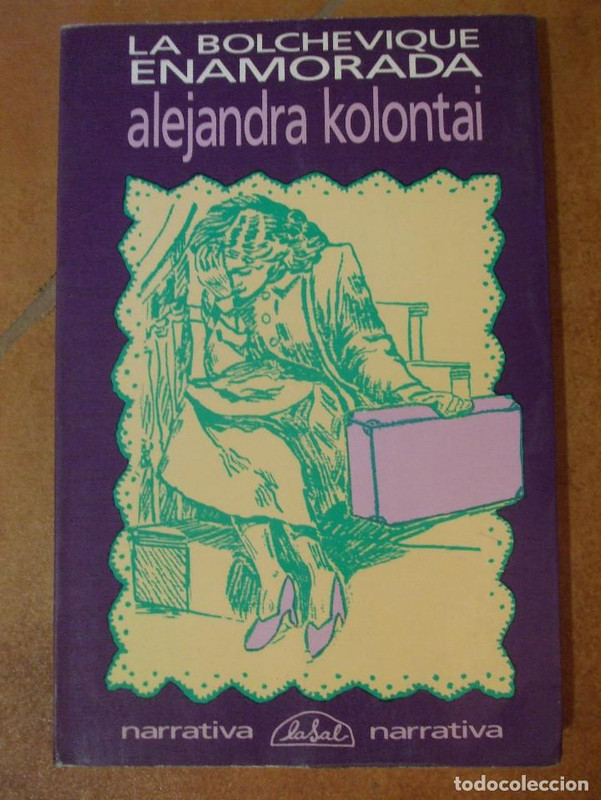 LA BOLCHEVIQUE
ENAMORADA
alejandra kolontai
narrativa laSal narrativa
todocoleccion